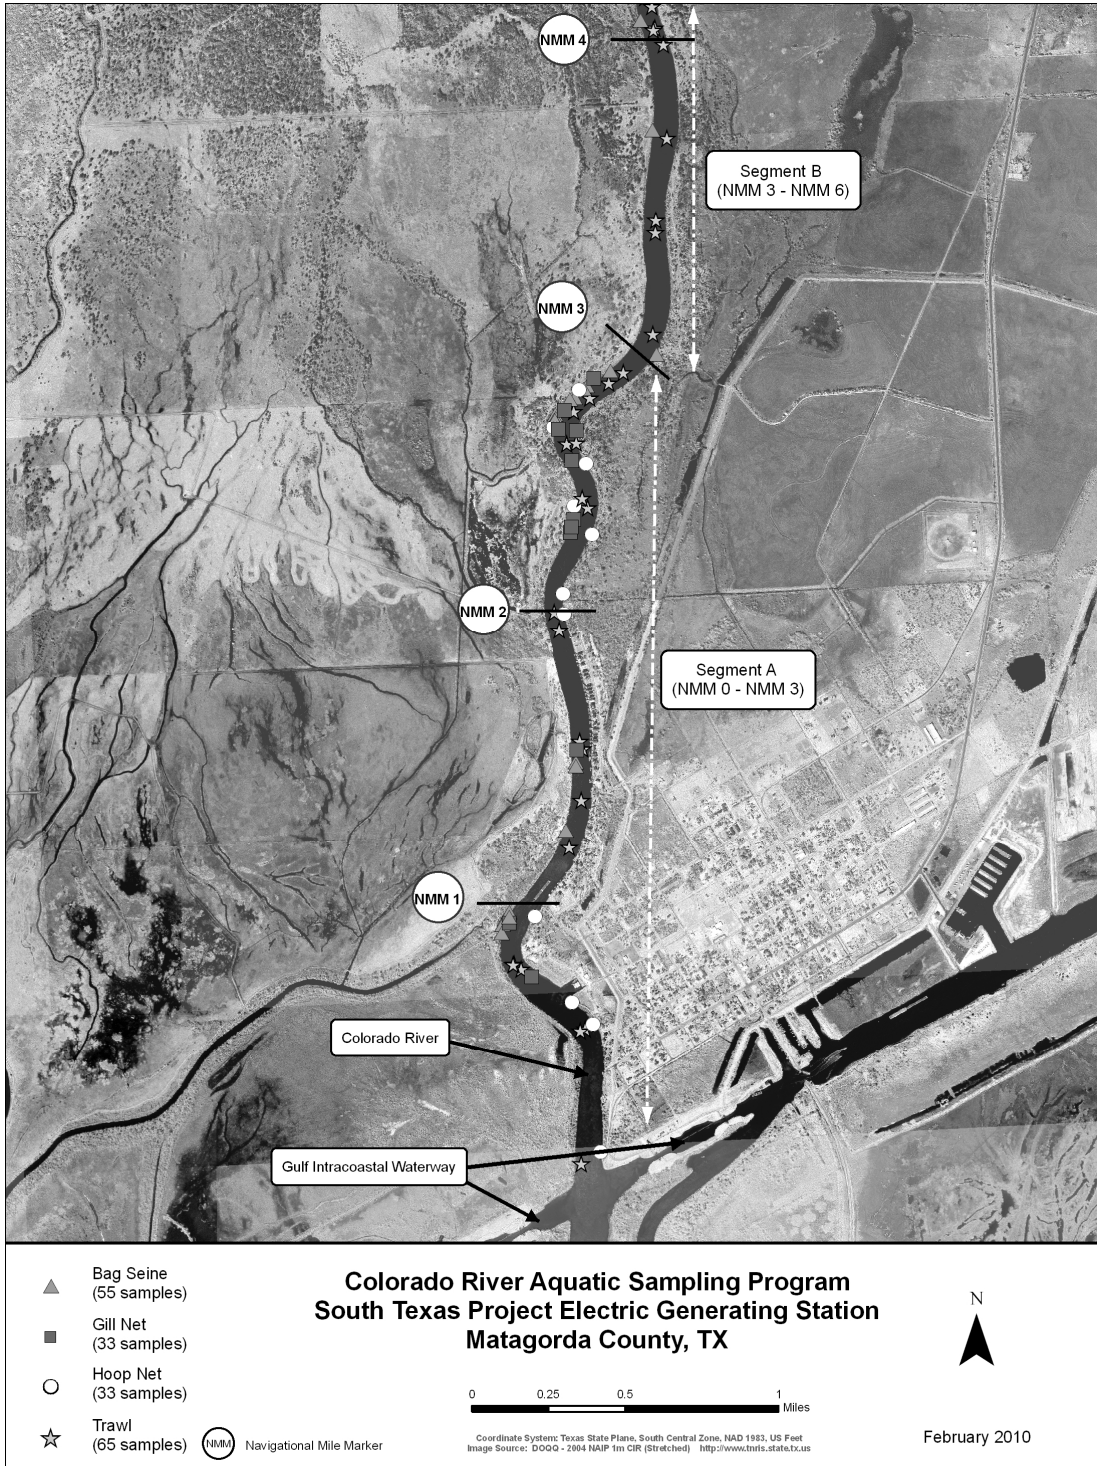 NMM 4
Segment B
(NMM 3 - NMM 6)
NMM 3
NMM 2
Segment A
(NMM 0 - NMM 3)
NMM 1
Colorado River
Gulf Intracoastal Waterway
Bag Seine
(55 samples)
Gill Net
(33 samples)
Hoop Net
(33 samples)
Trawl
(65 samples)
NMM
Navigational Mile Marker
Colorado River Aquatic Sampling Program
South Texas Project Electric Generating Station
Matagorda County, TX
0 0.25 0.5 1
Miles
Coordinate System: Texas State Plane, South Central Zone, NAD 1983, US Feet
Image Source: DOQQ - 2004 NAIP 1m CIR (Stretched) http://www.tnris.state.tx.us
N
February 2010